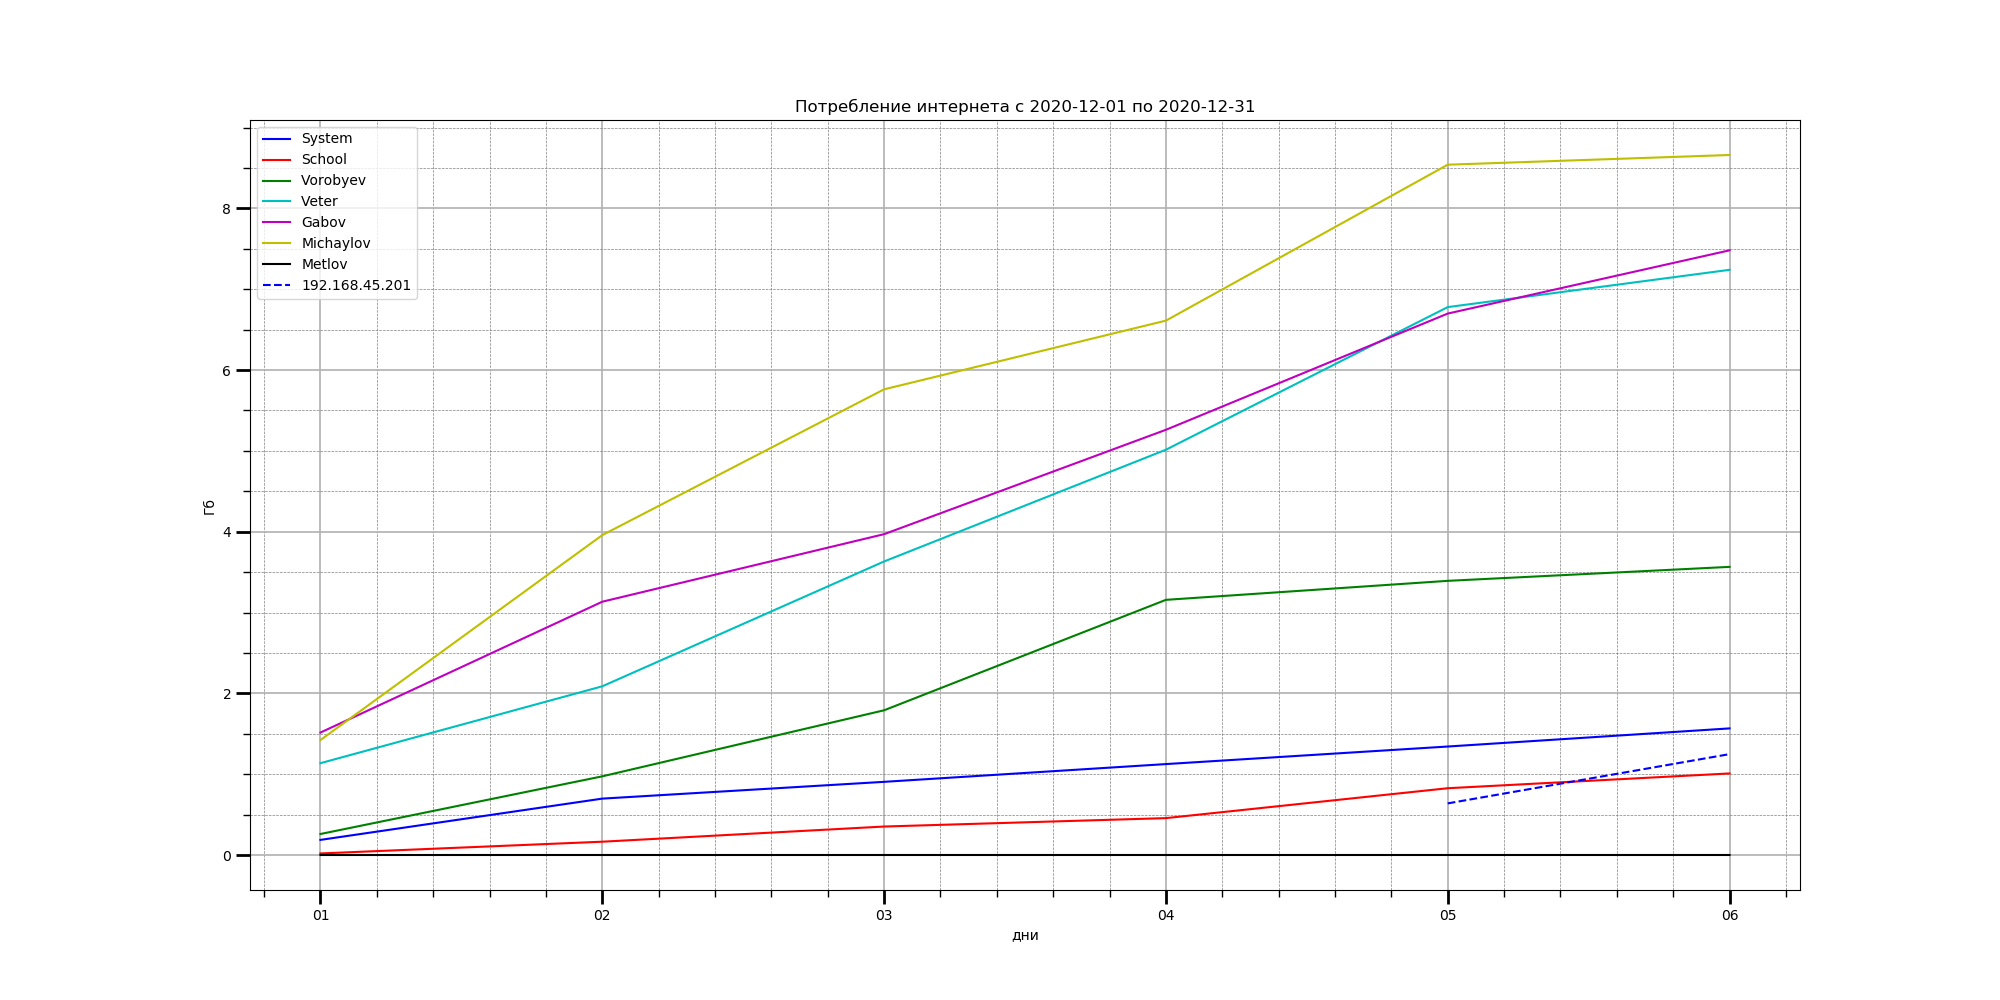 Потребление интернета с 2020-12-01 по 2020-12-31
System
School
Vorobyev
Veter
Gabov
Michaylov
Metlov
192.168.45.201
8
6
4
2
0
Гб
01 02 03 04 05 06
дни